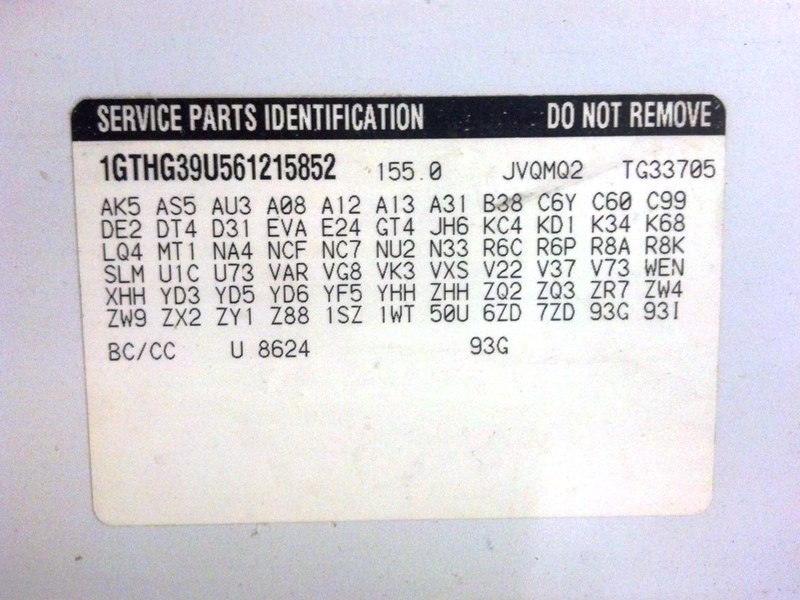 SERVICE PARTS IDENTIFICATION DO NOT REMOVE
1GTHG39U561215852 155.0 JVQMQ2 TG33705
AK5 AS5 AU3 A08 A12 A13 A31 B38 C6Y C60 C99
DE2 DT4 D31 EVA E24 GT4 JH6 KC4 KD1 K34 K68
LQ4 MT1 NA4 NCF NC7 NU2 N33 R6C R6P R8A R8K
SLM U1C U73 VAR VG8 VK3 VXS V22 V37 V73 WEN
XHH YD3 YD5 YD6 YF5 YHH ZHH ZQ2 ZQ3 ZR7 ZW4
ZW9 ZX2 ZY1 Z88 1SZ 1WT 50U 6ZD 7ZD 93G 93I
BC/CC U 8624 93G